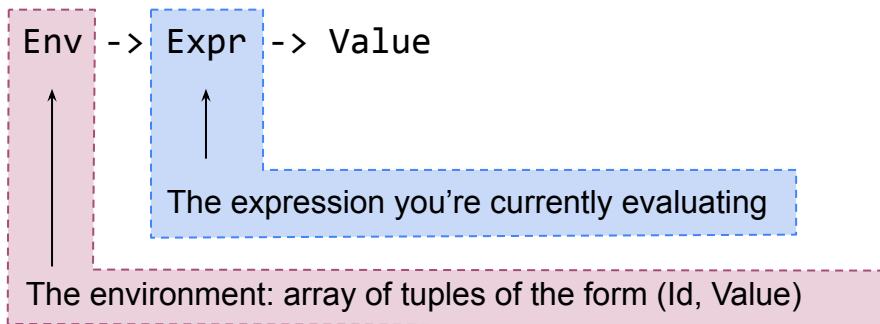 Env -> Expr -> Value
The expression you’re currently evaluating
The environment: array of tuples of the form (Id, Value)